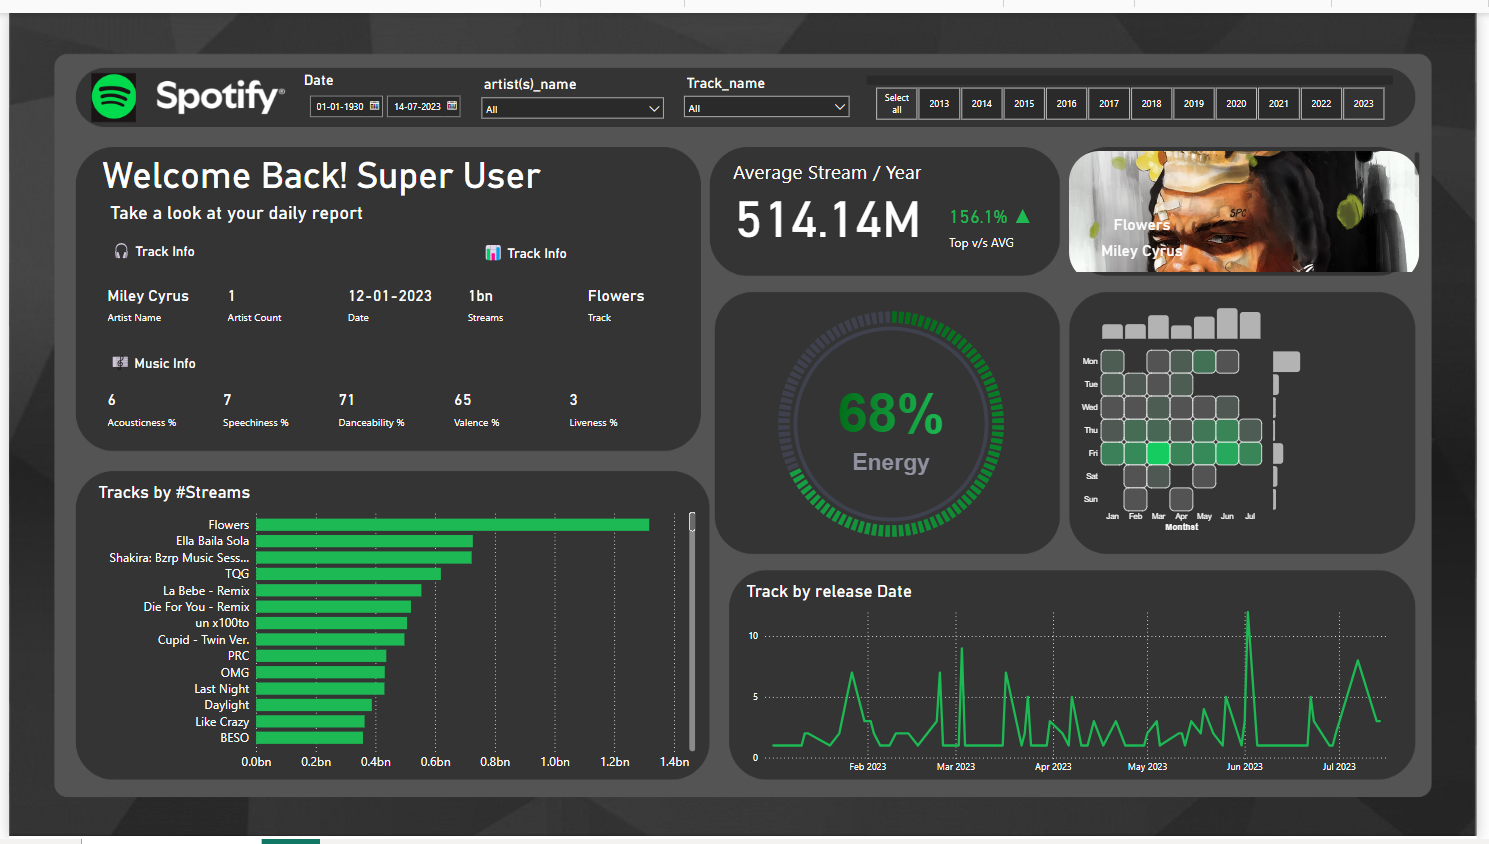 Spotify®
Date
01-01-1930
14-07-2023
artist(s)_name
All
Track_name
All
Select all
2013
2014
2015
2016
2017
2018
2019
2020
2021
2022
2023
Welcome Back! Super User
Take a look at your daily report
Track Info
Track Info
Miley Cyrus
1
12-01-2023
1bn
Flowers
Artist Name
Artist Count
Date
Streams
Track
Music Info
6
7
71
65
3
Acousticness %
Speechiness %
Danceability %
Valence %
Liveness %
Average Stream / Year
514.14M
156.1% ▲
Top v/s AVG
SPC
Flowers
Miley Cyrus
68%
Energy
Mon
Tue
Wed
Thu
Fri
Sat
Sun
Jan Feb Mar Apr May Jun Jul
Monthst
Tracks by #Streams
Flowers
Ella Baila Sola
Shakira: Bzrp Music Sess...
TQG
La Bebe - Remix
Die For You - Remix
un x100to
Cupid - Twin Ver.
PRC
OMG
Last Night
Daylight
Like Crazy
BESO
0.0bn 0.2bn 0.4bn 0.6bn 0.8bn 1.0bn 1.2bn 1.4bn
Track by release Date
10
5
0
Feb 2023 Mar 2023 Apr 2023 May 2023 Jun 2023 Jul 2023